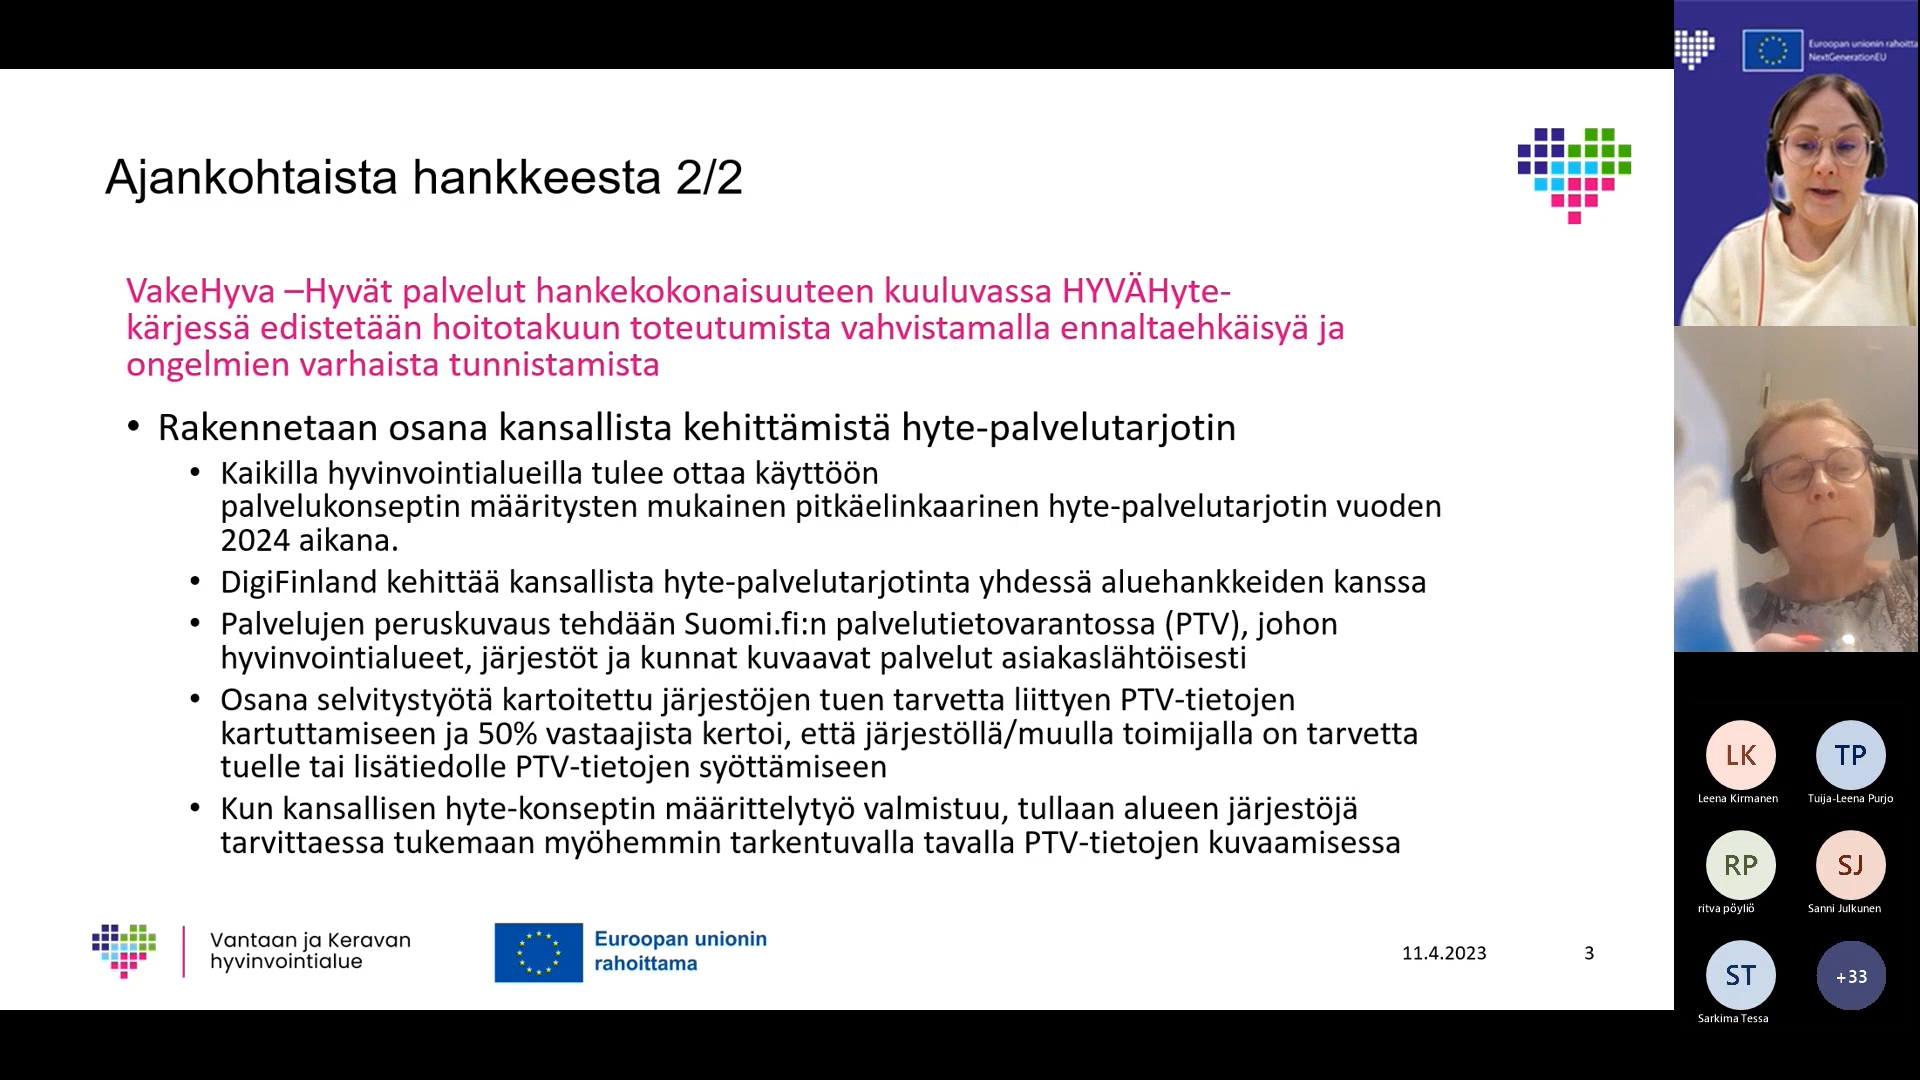 Ajankohtaista hankkeesta 2/2
VakeHyva –Hyvät palvelut hankekokonaisuuteen kuuluvassa HYVÄHyte-
kärjessä edistetään hoitotakuun toteutumista vahvistamalla ennaltaehkäisyä ja
ongelmien varhaista tunnistamista
• Rakennetaan osana kansallista kehittämistä hyte-palvelutarjotin
• Kaikilla hyvinvointialueilla tulee ottaa käyttöön
palvelukonseptin määritysten mukainen pitkäelinkaarinen hyte-palvelutarjotin vuoden
2024 aikana.
• DigiFinland kehittää kansallista hyte-palvelutarjotinta yhdessä aluehankkeiden kanssa
• Palvelujen peruskuvaus tehdään Suomi.fi:n palvelutietovarantossa (PTV), johon
hyvinvointialueet, järjestöt ja kunnat kuvaavat palvelut asiakaslähtöisesti
• Osana selvitystyötä kartoitettu järjestöjen tuen tarvetta liittyen PTV-tietojen
kartuttamiseen ja 50% vastaajista kertoi, että järjestöllä/muulla toimijalla on tarvetta
tuelle tai lisätiedolle PTV-tietojen syöttämiseen
• Kun kansallisen hyte-konseptin määrittelytyö valmistuu, tullaan alueen järjestöjä
tarvittaessa tukemaan myöhemmin tarkentuvalla tavalla PTV-tietojen kuvaamisessa
Vantaan ja Keravan
hyvinvointialue
Euroopan unionin
rahoittama
11.4.2023
3
Euroopan unionin rahoitta
NextGenerationEU
LK
Leena Kirmanen
TP
Tuija-Leena Purjo
RP
ritva pöyliö
SJ
Sanni Julkunen
ST
Sarkima Tessa
+33